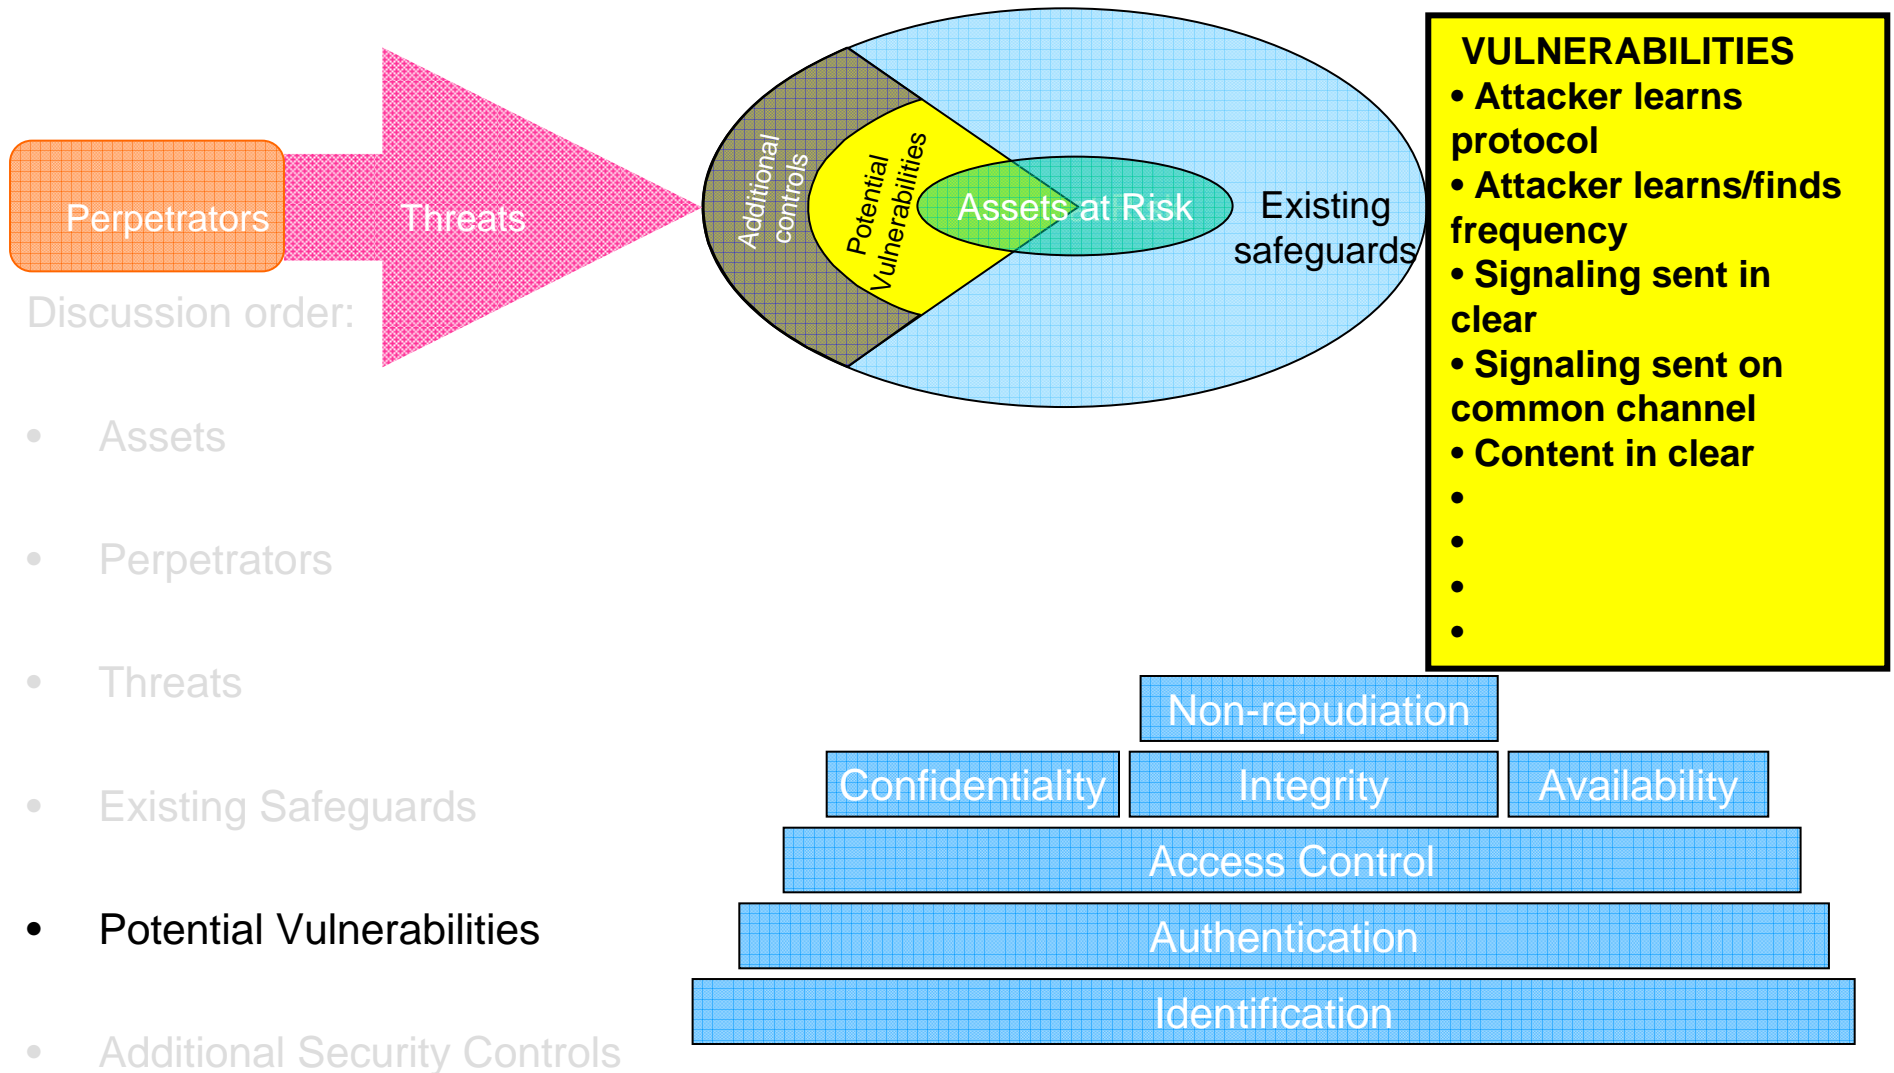 Perpetrators
Threats
Additional
controls
Potential
Vulnerabilities
Assets at Risk
Existing
safeguards
VULNERABILITIES
• Attacker learns
protocol
• Attacker learns/finds
frequency
• Signaling sent in
clear
• Signaling sent on
common channel
• Content in clear
•
•
•
•
Discussion order:
• Assets
• Perpetrators
• Threats
• Existing Safeguards
• Potential Vulnerabilities
• Additional Security Controls
Non-repudiation
Confidentiality
Integrity
Availability
Access Control
Authentication
Identification